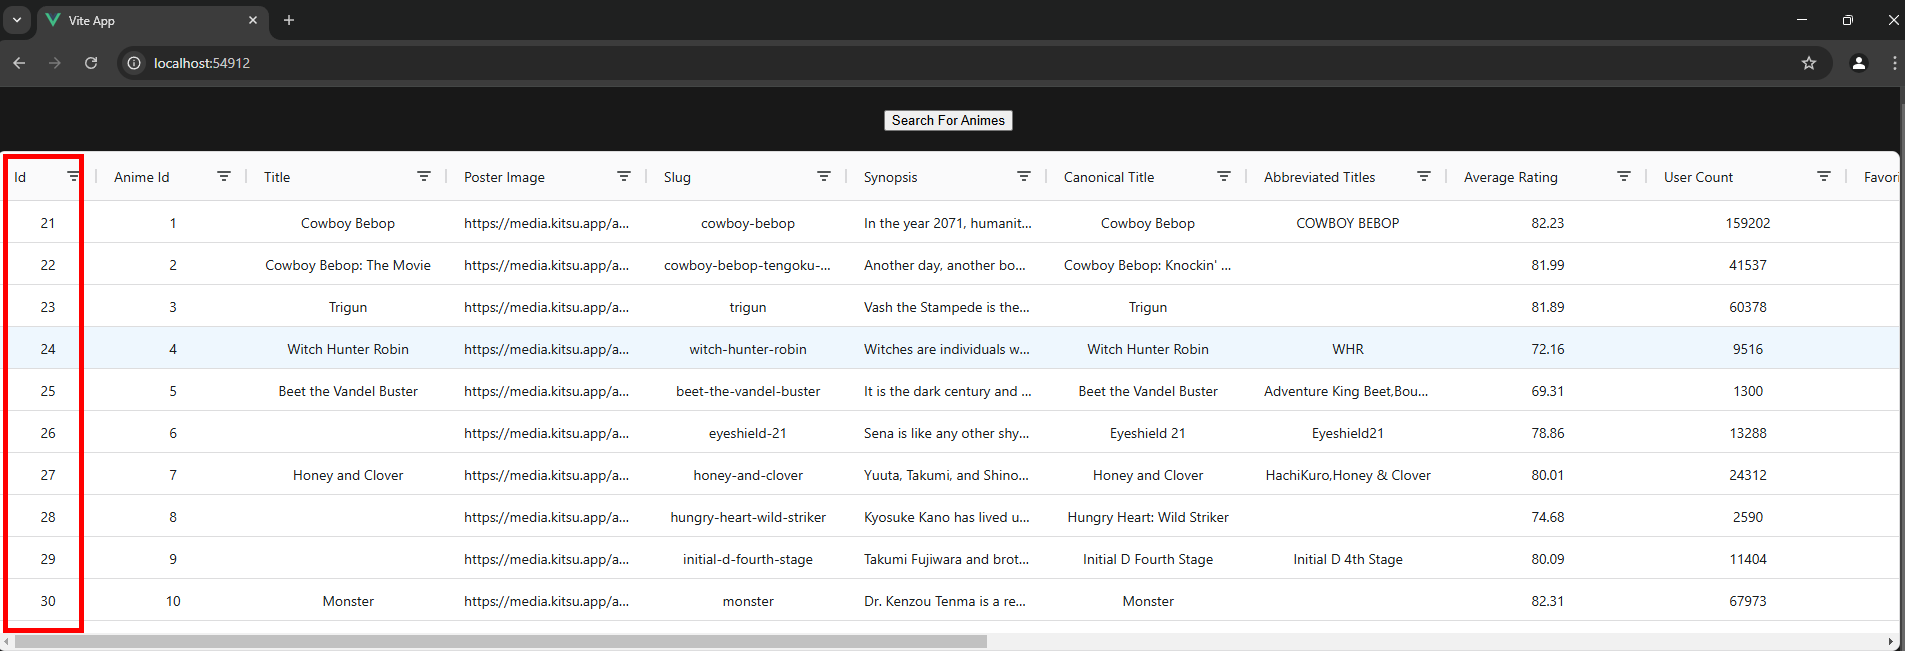 Vite App
localhost:54912
Search For Animes
Id Anime Id Title Poster Image Slug Synopsis Canonical Title Abbreviated Titles Average Rating User Count Favori
21 1 Cowboy Bebop https://media.kitsu.app/a... cowboy-bebop In the year 2071, humanit... Cowboy Bebop COWBOY BEBOP 82.23 159202
22 2 Cowboy Bebop: The Movie https://media.kitsu.app/a... cowboy-bebop-tengoku-... Another day, another bo... Cowboy Bebop: Knockin' ... 81.99 41537
23 3 Trigun https://media.kitsu.app/a... trigun Vash the Stampede is the... Trigun 81.89 60378
24 4 Witch Hunter Robin https://media.kitsu.app/a... witch-hunter-robin Witches are individuals w... Witch Hunter Robin WHR 72.16 9516
25 5 Beet the Vandel Buster https://media.kitsu.app/a... beet-the-vandel-buster It is the dark century and ... Beet the Vandel Buster Adventure King Beet,Bou... 69.31 1300
26 6 https://media.kitsu.app/a... eyeshield-21 Sena is like any other shy... Eyeshield 21 Eyeshield21 78.86 13288
27 7 Honey and Clover https://media.kitsu.app/a... honey-and-clover Yuuta, Takumi, and Shino... Honey and Clover HachiKuro,Honey & Clover 80.01 24312
28 8 https://media.kitsu.app/a... hungry-heart-wild-striker Kyosuke Kano has lived u... Hungry Heart: Wild Striker 74.68 2590
29 9 https://media.kitsu.app/a... initial-d-fourth-stage Takumi Fujiwara and brot... Initial D Fourth Stage Initial D 4th Stage 80.09 11404
30 10 Monster https://media.kitsu.app/a... monster Dr. Kenzou Tenma is a re... Monster 82.31 67973